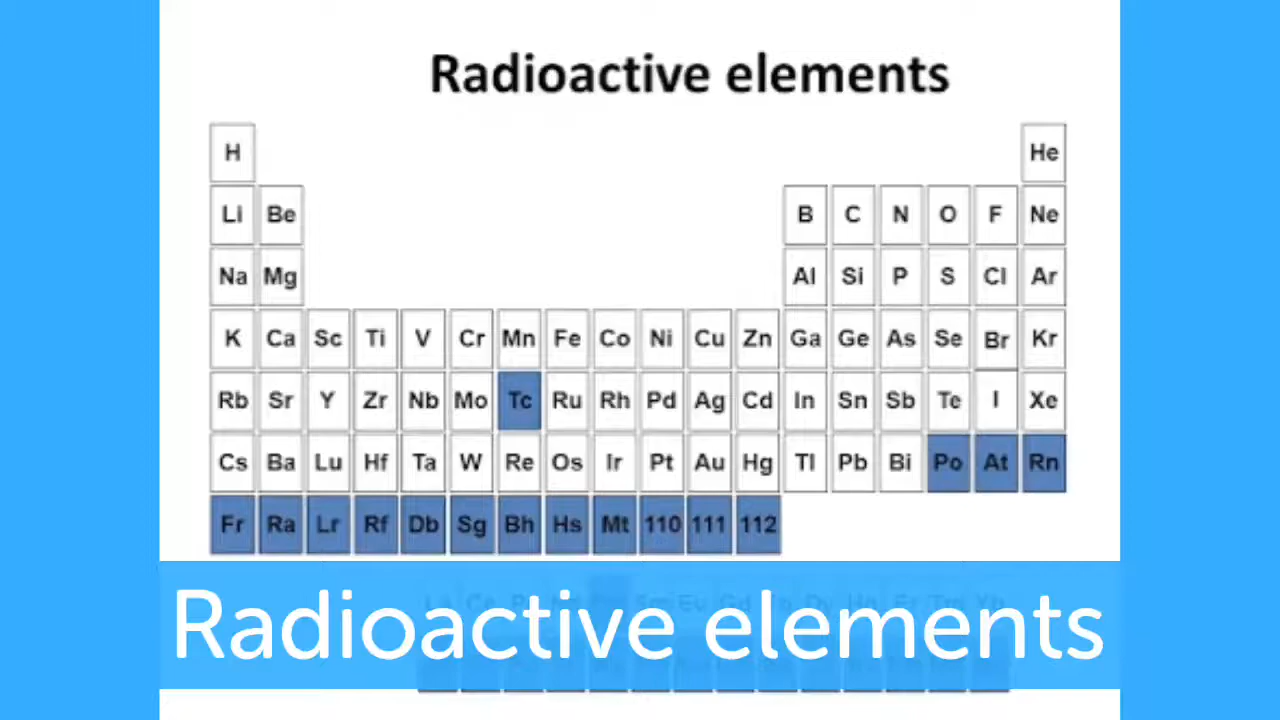 Radioactive elements
H He
Li Be B C N O F Ne
Na Mg Al Si P S Cl Ar
K Ca Sc Ti V Cr Mn Fe Co Ni Cu Zn Ga Ge As Se Br Kr
Rb Sr Y Zr Nb Mo Tc Ru Rh Pd Ag Cd In Sn Sb Te I Xe
Cs Ba Lu Hf Ta W Re Os Ir Pt Au Hg Tl Pb Bi Po At Rn
Fr Ra Lr Rf Db Sg Bh Hs Mt 110 111 112
Radioactive elements